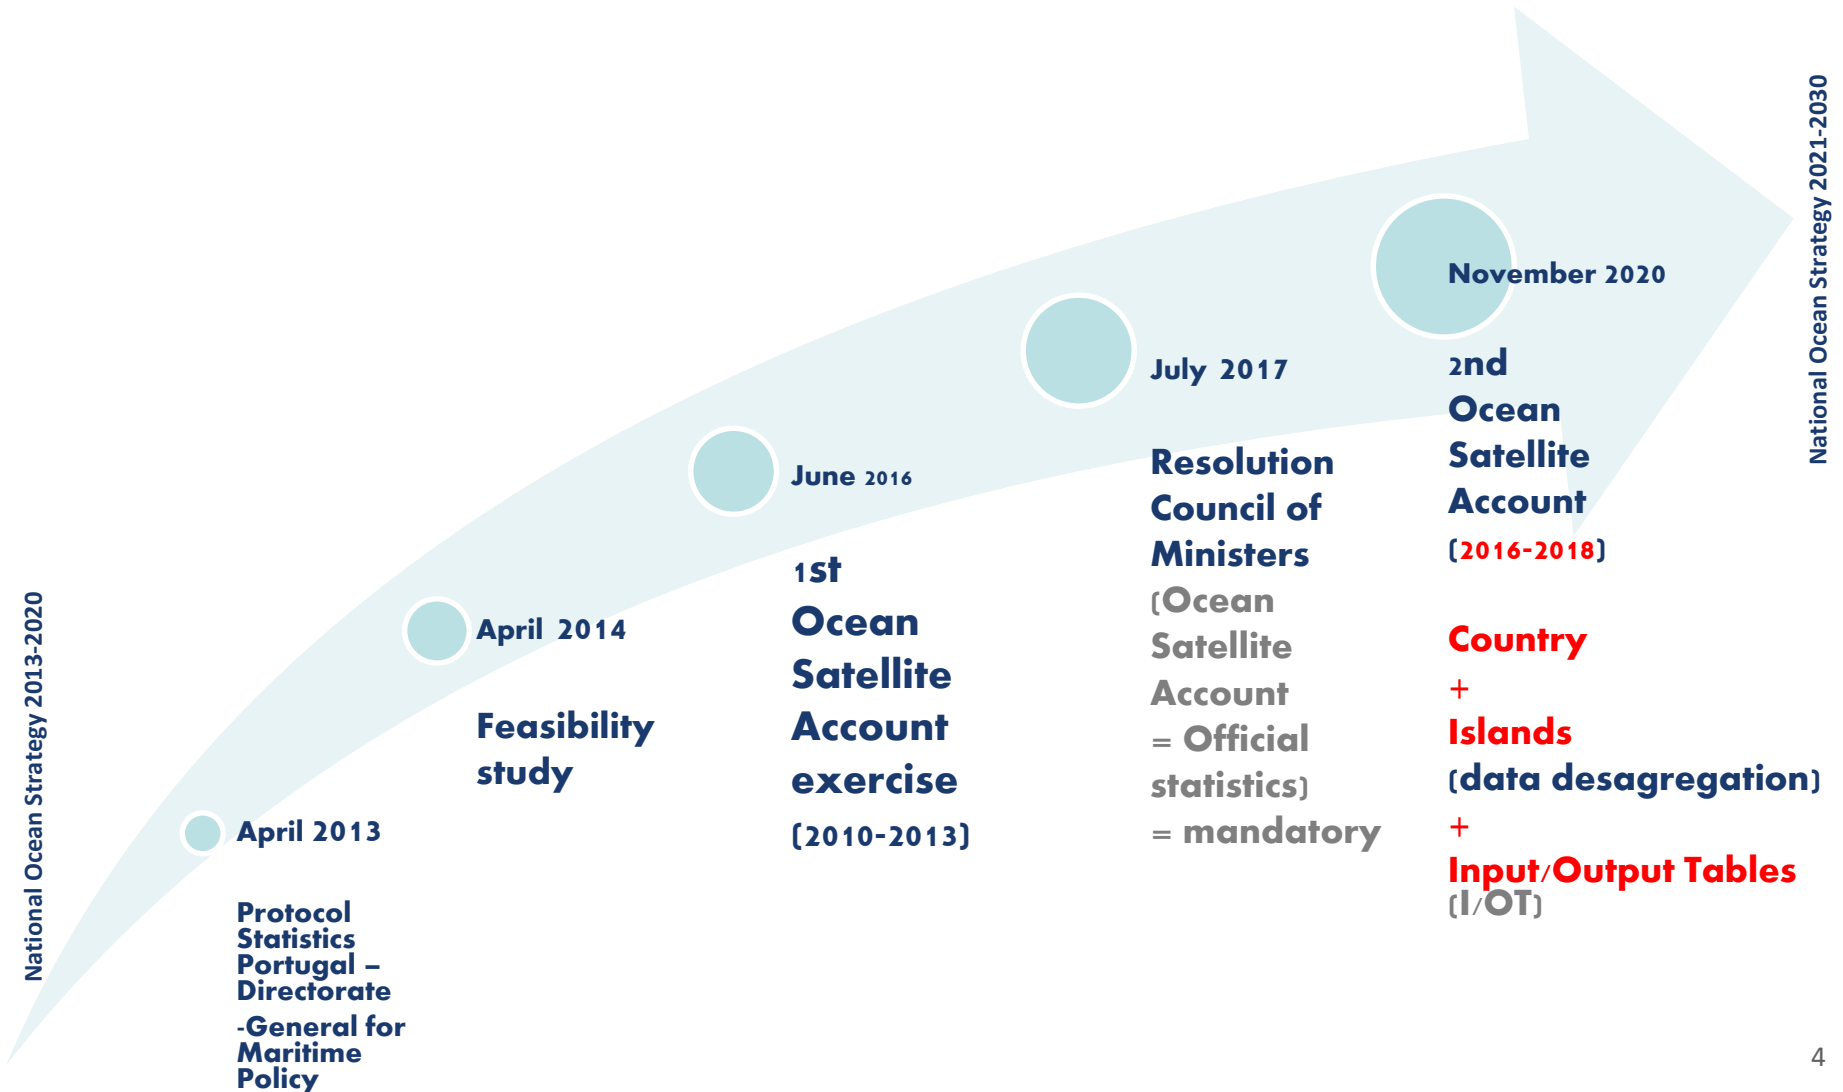 National Ocean Strategy 2013-2020
April 2013
Protocol
Statistics
Portugal –
Directorate
-General for
Maritime
Policy
April 2014
Feasibility
study
June 2016
1st
Ocean
Satellite
Account
exercise
(2010-2013)
July 2017
Resolution
Council of
Ministers
(Ocean
Satellite
Account
= Official
statistics)
= mandatory
November 2020
2nd
Ocean
Satellite
Account
(2016-2018)
Country
+
Islands
(data desagregation)
+
Input/Output Tables
(I/OT)
National Ocean Strategy 2021-2030
4